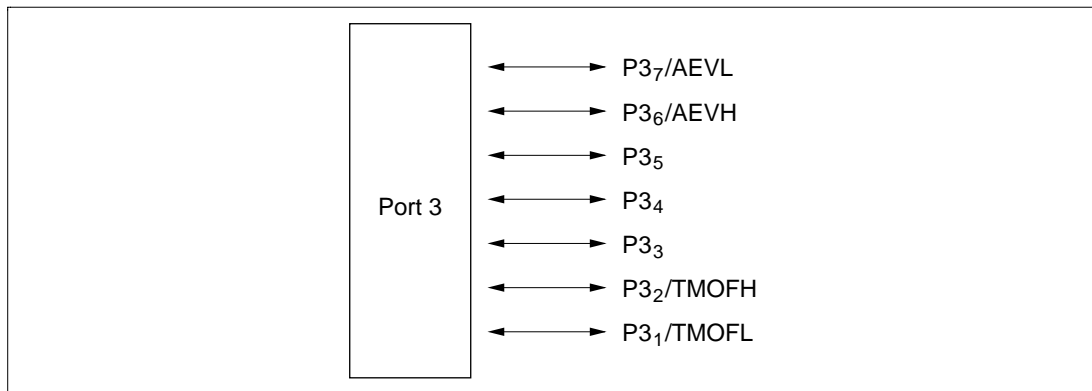 P3₇/AEVL
P3₆/AEVH
P3₅
Port 3
P3₄
P3₃
P3₂/TMOFH
P3₁/TMOFL